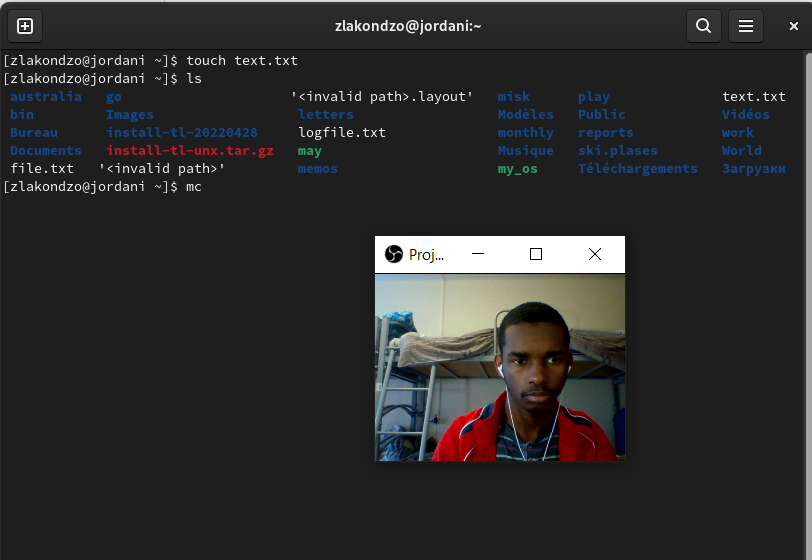 zlakondzo@jordani:~
[zlakondzo@jordani ~]$ touch text.txt
[zlakondzo@jordani ~]$ ls
australia go '<invalid path>.layout' misk play text.txt
bin Images letters Modèles Public Vidéos
Bureau install-tl-20220428 logfile.txt monthly reports work
Documents install-tl-unx.tar.gz may Musique ski.plases World
file.txt '<invalid path>' memos my_os Téléchargements Загрузки
[zlakondzo@jordani ~]$ mc
Proj...